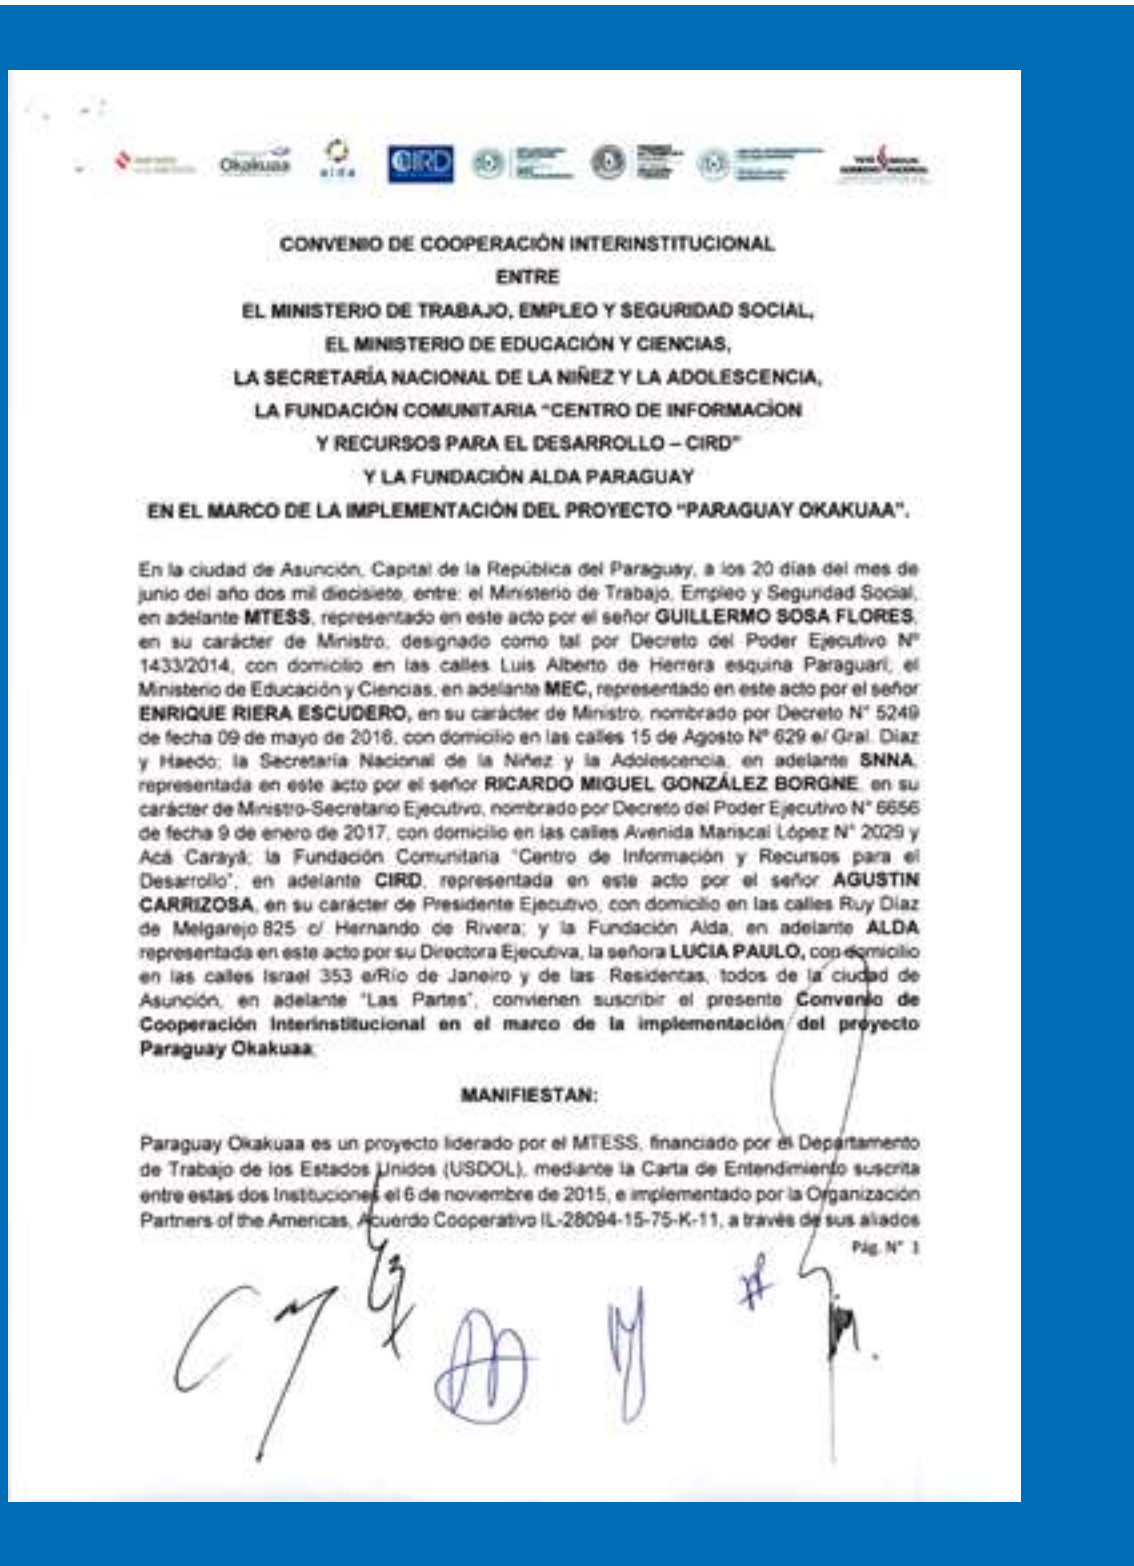 Okakuaa
alda
CIRD
CONVENIO DE COOPERACIÓN INTERINSTITUCIONAL
ENTRE
EL MINISTERIO DE TRABAJO, EMPLEO Y SEGURIDAD SOCIAL,
EL MINISTERIO DE EDUCACIÓN Y CIENCIAS,
LA SECRETARÍA NACIONAL DE LA NIÑEZ Y LA ADOLESCENCIA,
LA FUNDACIÓN COMUNITARIA "CENTRO DE INFORMACÍON
Y RECURSOS PARA EL DESARROLLO – CIRD"
Y LA FUNDACIÓN ALDA PARAGUAY
EN EL MARCO DE LA IMPLEMENTACIÓN DEL PROYECTO "PARAGUAY OKAKUAA".
En la ciudad de Asunción, Capital de la República del Paraguay, a los 20 días del mes de
junio del año dos mil diecisiete, entre: el Ministerio de Trabajo, Empleo y Seguridad Social,
en adelante MTESS, representado en este acto por el señor GUILLERMO SOSA FLORES,
en su carácter de Ministro, designado como tal por Decreto del Poder Ejecutivo N°
1433/2014, con domicilio en las calles Luis Alberto de Herrera esquina Paraguarí, el
Ministerio de Educación y Ciencias, en adelante MEC, representado en este acto por el señor
ENRIQUE RIERA ESCUDERO, en su carácter de Ministro, nombrado por Decreto N° 5249
de fecha 09 de mayo de 2016, con domicilio en las calles 15 de Agosto Nº 629 e/ Gral. Díaz
y Haedo; la Secretaría Nacional de la Niñez y la Adolescencia, en adelante SNNA,
representada en este acto por el señor RICARDO MIGUEL GONZÁLEZ BORGNE, en su
carácter de Ministro-Secretario Ejecutivo, nombrado por Decreto del Poder Ejecutivo N° 6656
de fecha 9 de enero de 2017, con domicilio en las calles Avenida Mariscal López N° 2029 y
Acá Carayá; la Fundación Comunitaria "Centro de Información y Recursos para el
Desarrollo", en adelante CIRD, representada en este acto por el señor AGUSTIN
CARRIZOSA, en su carácter de Presidente Ejecutivo, con domicilio en las calles Ruy Díaz
de Melgarejo 825 c/ Hernando de Rivera; y la Fundación Alda, en adelante ALDA
representada en este acto por su Directora Ejecutiva, la señora LUCIA PAULO, con domicilio
en las calles Israel 353 e/Río de Janeiro y de las Residentas, todos de la ciudad de
Asunción, en adelante "Las Partes", convienen suscribir el presente Convenio de
Cooperación Interinstitucional en el marco de la implementación del proyecto
Paraguay Okakuaa;
MANIFIESTAN:
Paraguay Okakuaa es un proyecto liderado por el MTESS, financiado por el Departamento
de Trabajo de los Estados Unidos (USDOL), mediante la Carta de Entendimiento suscrita
entre estas dos Instituciones el 6 de noviembre de 2015, e implementado por la Organización
Partners of the Americas, Acuerdo Cooperativo IL-28094-15-75-K-11, a través de sus aliados
Pág. N° 1